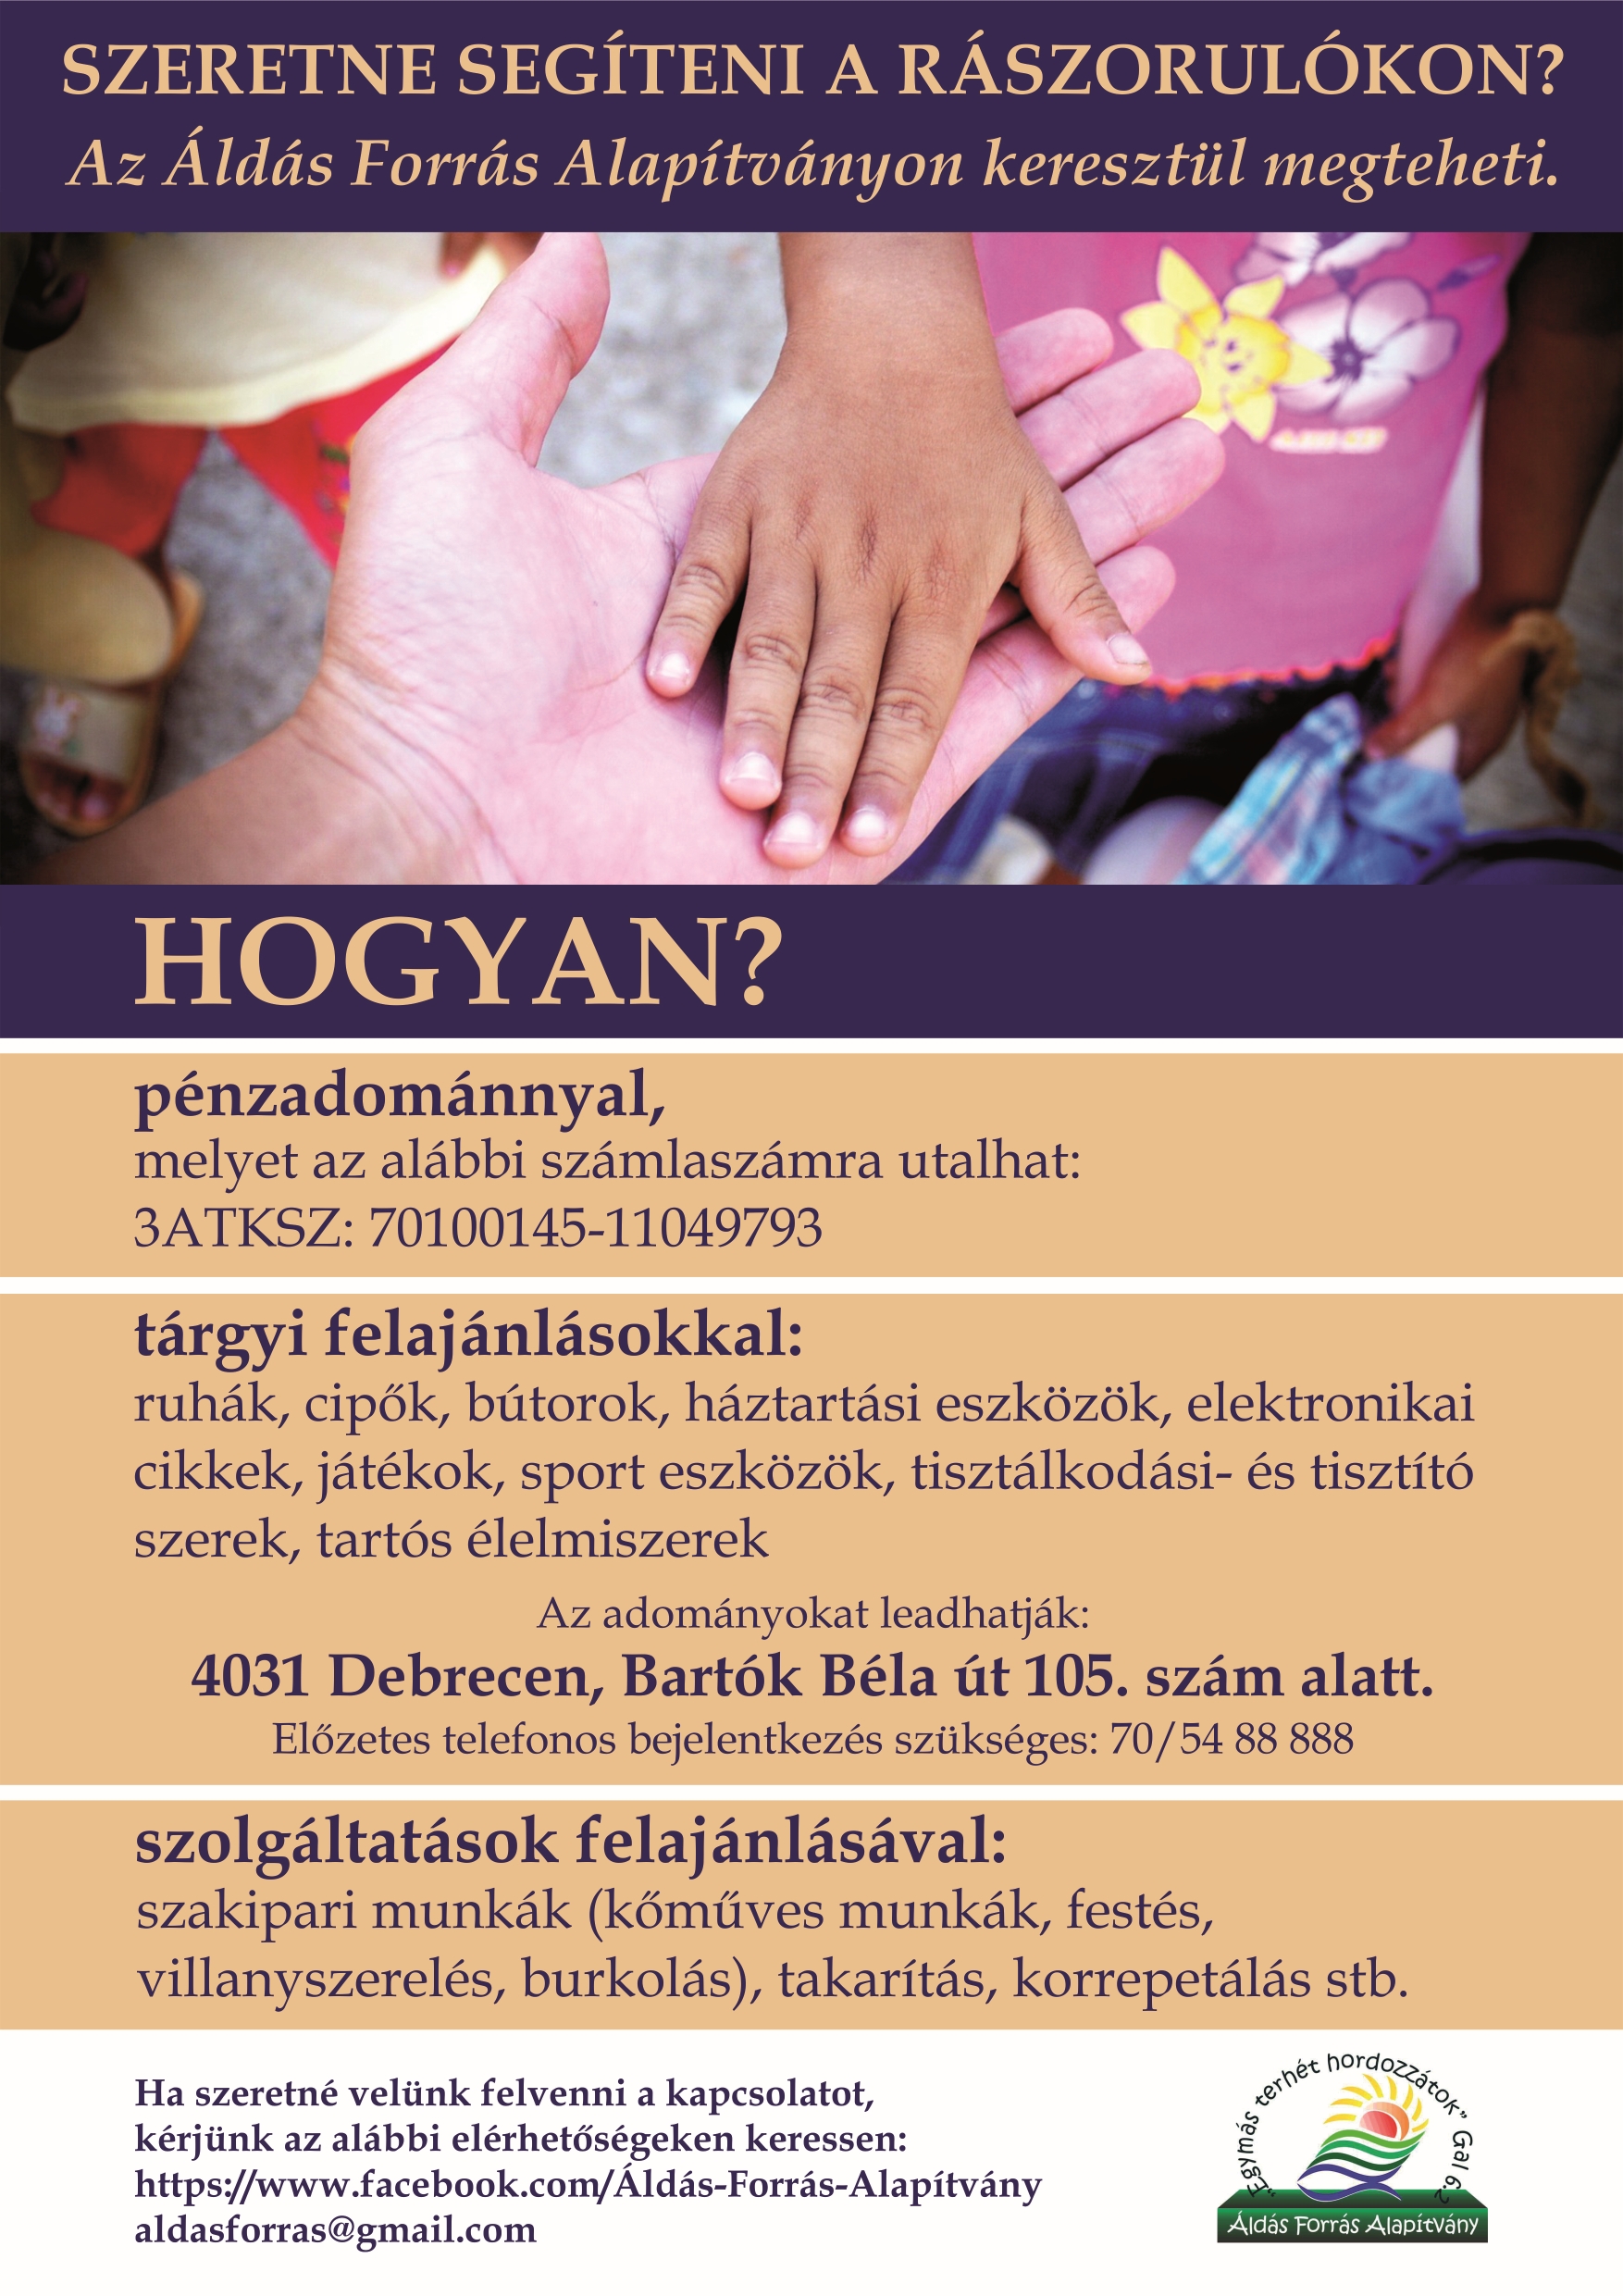 SZERETNE SEGÍTENI A RÁSZORULÓKON?
Az Áldás Forrás Alapítványon keresztül megteheti.
HOGYAN?
pénzadománnyal,
melyet az alábbi számlaszámra utalhat:
3ATKSZ: 70100145-11049793
tárgyi felajánlásokkal:
ruhák, cipők, bútorok, háztartási eszközök, elektronikai
cikkek, játékok, sport eszközök, tisztálkodási- és tisztító
szerek, tartós élelmiszerek
Az adományokat leadhatják:
4031 Debrecen, Bartók Béla út 105. szám alatt.
Előzetes telefonos bejelentkezés szükséges: 70/54 88 888
szolgáltatások felajánlásával:
szakipari munkák (kőműves munkák, festés,
villanyszerelés, burkolás), takarítás, korrepetálás stb.
Ha szeretné velünk felvenni a kapcsolatot,
kérjünk az alábbi elérhetőségeken keressen:
https://www.facebook.com/Áldás-Forrás-Alapítvány
aldasforras@gmail.com
„Egymás terhét hordozzátok” Gal 6.2
Áldás Forrás Alapítvány